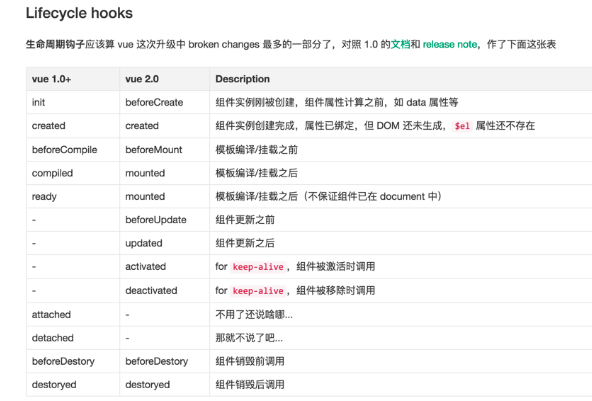 Lifecycle hooks
生命周期钩子应该算 vue 这次升级中 broken changes 最多的一部分了，对照 1.0 的文档和 release note，作了下面这张表
vue 1.0+ vue 2.0 Description
init beforeCreate 组件实例刚被创建，组件属性计算之前，如 data 属性等
created created 组件实例创建完成，属性已绑定，但 DOM 还未生成，$el 属性还不存在
beforeCompile beforeMount 模板编译/挂载之前
compiled mounted 模板编译/挂载之后
ready mounted 模板编译/挂载之后（不保证组件已在 document 中）
- beforeUpdate 组件更新之前
- updated 组件更新之后
- activated for keep-alive，组件被激活时调用
- deactivated for keep-alive，组件被移除时调用
attached - 不用了还说啥哪...
detached - 那就不说了吧...
beforeDestory beforeDestory 组件销毁前调用
destoryed destoryed 组件销毁后调用